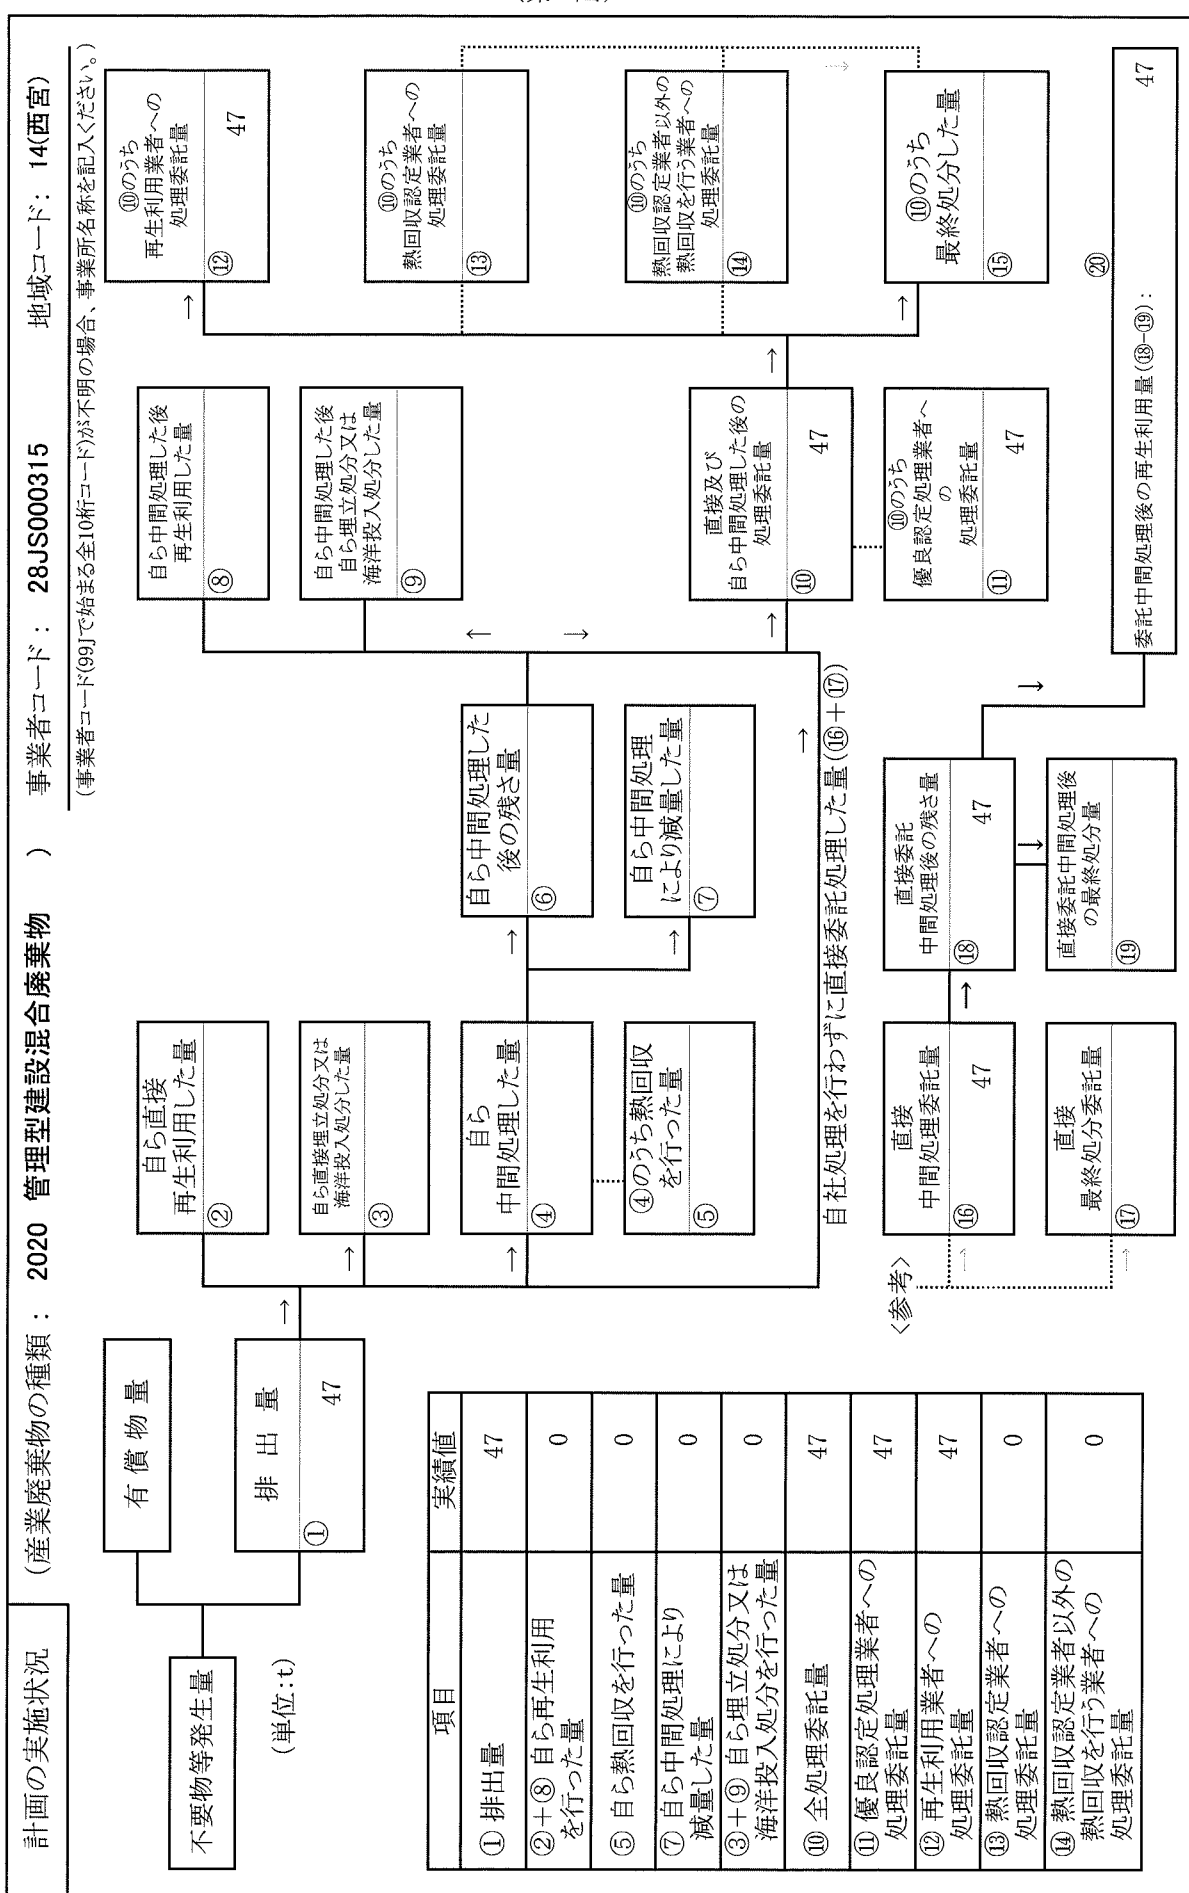 計画の実施状況
(産業廃棄物の種類： 2020 管理型建設混合廃棄物 )
事業者コード： 28JS000315
地域コード： 14(西宮)
(事業者コード(99Jで始まる全10桁コード)が不明の場合、事業所名称を記入ください。)
不要物等発生量
(単位:t)
有償物量
排出量
① 47
→
自ら直接
再生利用した量
②
→
自ら直接埋立処分又は
海洋投入処分した量
③
→
自ら
中間処理した量
④
④のうち熱回収
を行った量
⑤
→
自ら中間処理した
後の残さ量
⑥
→
自ら中間処理
により減量した量
⑦
自ら中間処理した後
再生利用した量
⑧
自ら中間処理した後
自ら埋立処分又は
海洋投入処分した量
⑨
↑
↓
→
自社処理を行わずに直接委託処理した量(⑯＋⑰)
→
直接及び
自ら中間処理した後の
処理委託量
⑩ 47
⑩のうち
優良認定処理業者へ
の
処理委託量
⑪ 47
→
→
⑩のうち
再生利用業者への
処理委託量
⑫ 47
⑩のうち
熱回収認定業者への
処理委託量
⑬
⑩のうち
熱回収認定業者以外の
熱回収を行う業者への
処理委託量
⑭
↓
→
⑩のうち
最終処分した量
⑮
<参考>
→
直接
中間処理委託量
⑯ 47
→
直接
最終処分委託量
⑰
→
直接委託
中間処理後の残さ量
⑱ 47
↓
直接委託中間処理後
の最終処分量
⑲
↓
⑳
委託中間処理後の再生利用量(⑱-⑲)： 47
項目 実績値
① 排出量 47
②＋⑧ 自ら再生利用
を行った量 0
⑤ 自ら熱回収を行った量 0
⑦ 自ら中間処理により
減量した量 0
③＋⑨ 自ら埋立処分又は
海洋投入処分を行った量 0
⑩ 全処理委託量 47
⑪ 優良認定処理業者への
処理委託量 47
⑫ 再生利用業者への
処理委託量 47
⑬ 熱回収認定業者への
処理委託量 0
⑭ 熱回収認定業者以外の
熱回収を行う業者への
処理委託量 0